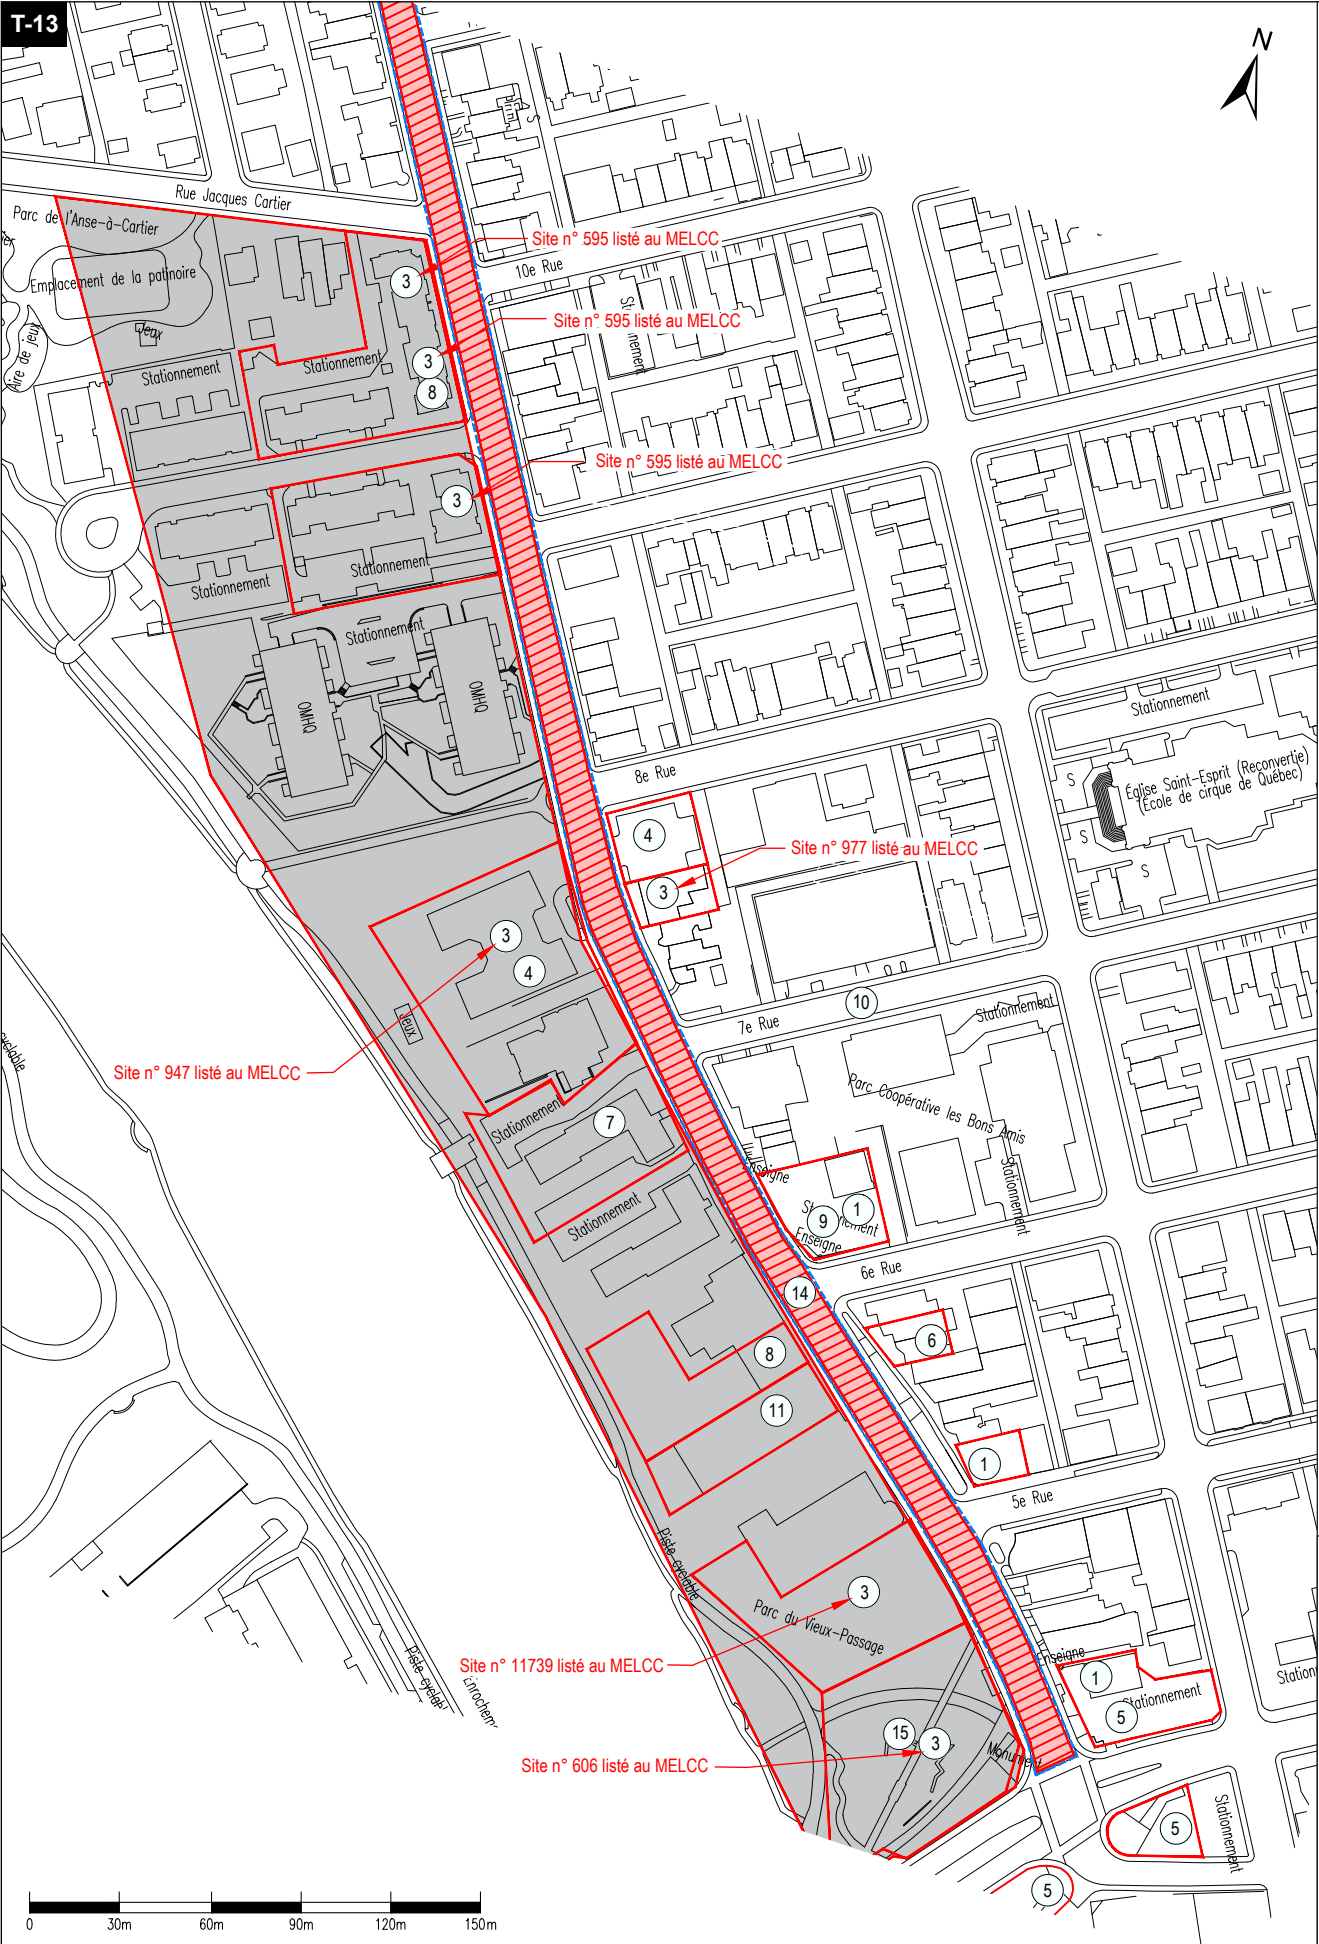 T-13
N
Rue Jacques Cartier
Parc de l'Anse-à-Cartier
Emplacement de la patinoire
Jeux
Aire de jeux
Stationnement
Stationnement
Site n° 595 listé au MELCC
10e Rue
3
Site n° 595 listé au MELCC
Stationnement
3
8
Site n° 595 listé au MELCC
3
Stationnement
Stationnement
Stationnement
OMHQ
OMHQ
Stationnement
Église Saint-Esprit (Reconvertie)
(École de cirque de Québec)
S
S
S
8e Rue
4
Site n° 977 listé au MELCC
3
3
4
Jeux
10
7e Rue
Stationnement
Site n° 947 listé au MELCC
Parc Coopérative les Bons Amis
Stationnement
Stationnement
7
Enseigne
1
9
Enseigne
Stationnement
6e Rue
14
6
8
11
1
5e Rue
Piste cyclable
3
Parc du Vieux-Passage
Site n° 11739 listé au MELCC
Enseigne
1
Stationnement
5
15
3
Monument
Site n° 606 listé au MELCC
Piste cyclable
5
Stationnement
5
0 30m 60m 90m 120m 150m